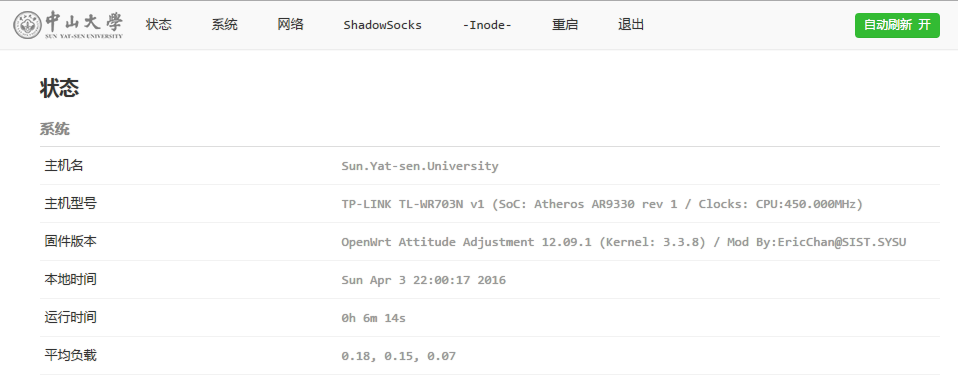 中山大學 状态 系统 网络 ShadowSocks -Inode- 重启 退出 自动刷新 开
SUN YAT-SEN UNIVERSITY
状态
系统
主机名 Sun.Yat-sen.University
主机型号 TP-LINK TL-WR703N v1 (SoC: Atheros AR9330 rev 1 / Clocks: CPU:450.000MHz)
固件版本 OpenWrt Attitude Adjustment 12.09.1 (Kernel: 3.3.8) / Mod By:EricChan@SIST.SYSU
本地时间 Sun Apr 3 22:00:17 2016
运行时间 0h 6m 14s
平均负载 0.18, 0.15, 0.07